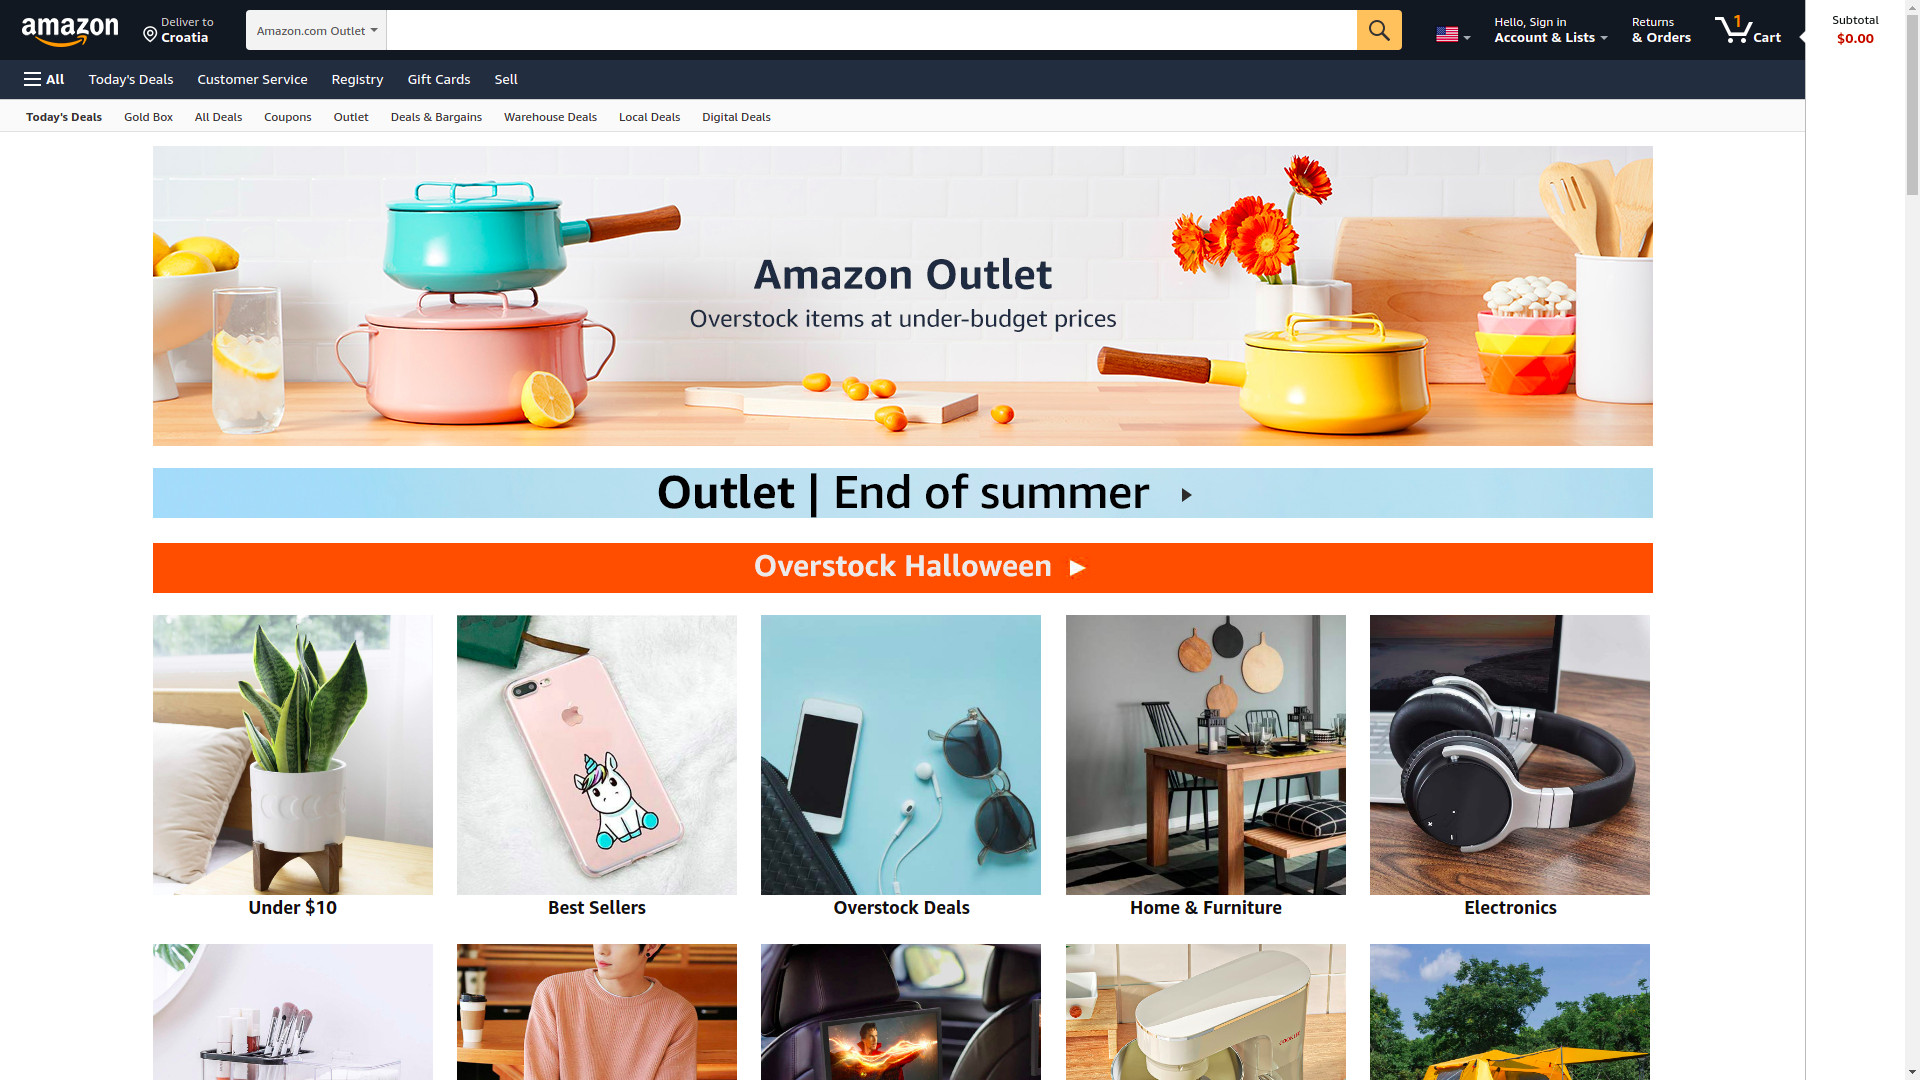 amazon
Deliver to
Croatia
Amazon.com Outlet
Hello, Sign in
Account & Lists
Returns
& Orders
1
Cart
Subtotal
$0.00
All
Today's Deals
Customer Service
Registry
Gift Cards
Sell
Today's Deals
Gold Box
All Deals
Coupons
Outlet
Deals & Bargains
Warehouse Deals
Local Deals
Digital Deals
Amazon Outlet
Overstock items at under-budget prices
Outlet | End of summer
Overstock Halloween
Under $10
Best Sellers
Overstock Deals
Home & Furniture
Electronics